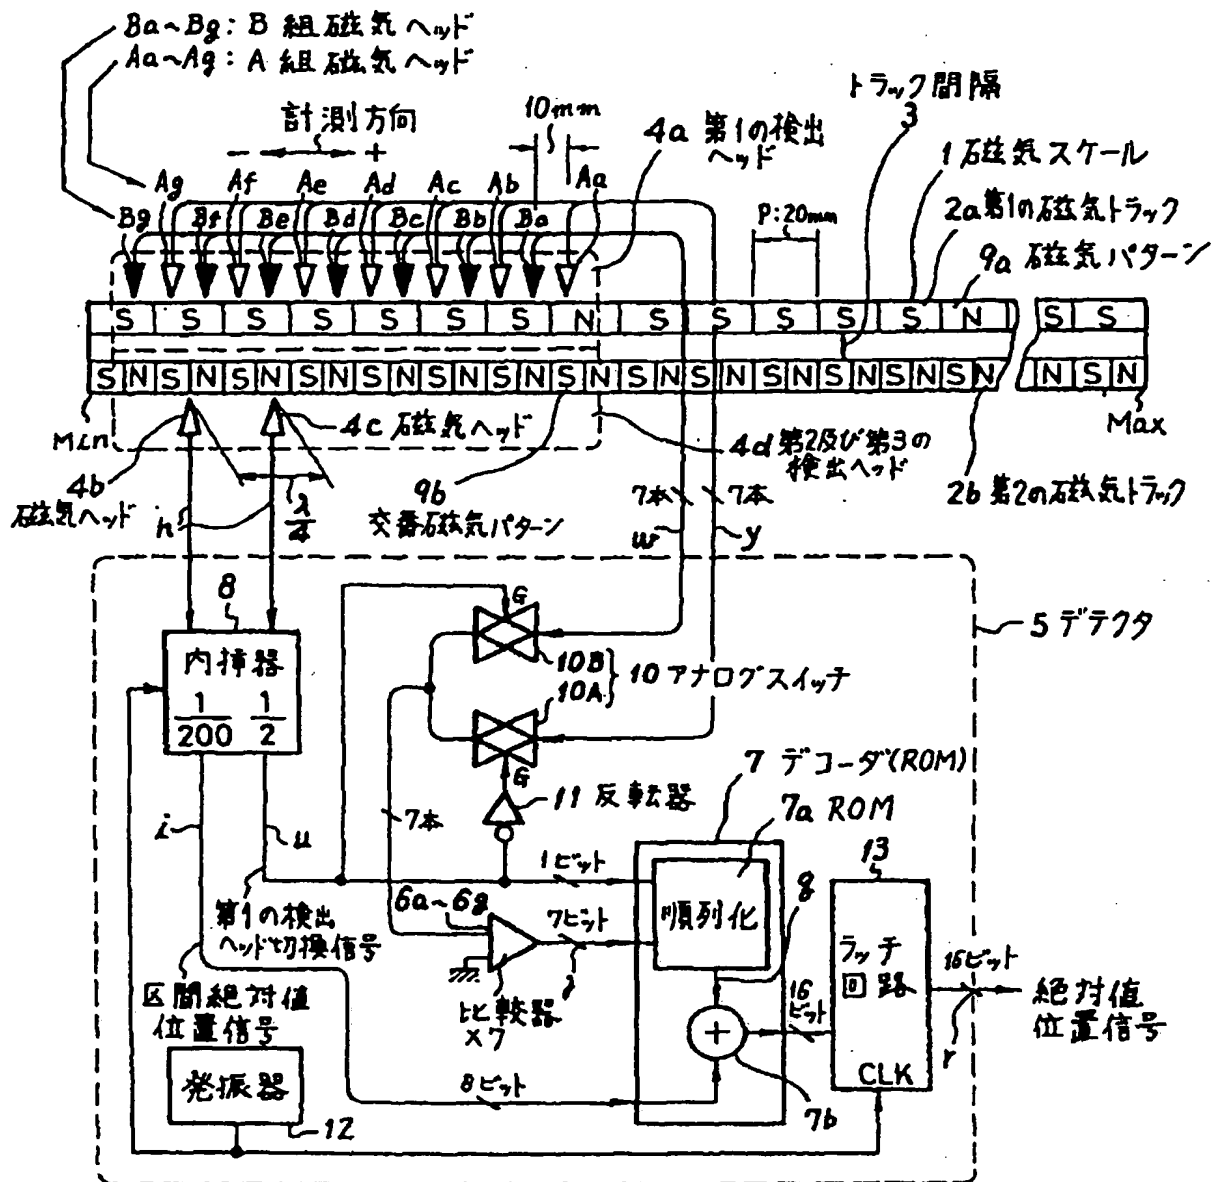 Ba~Bg: B 組磁気ヘッド
Aa~Ag: A 組磁気ヘッド
計測方向
- +
10mm
4a 第1の検出
ヘッド
トラック間隔
3
1 磁気スケール
2a 第1の磁気トラック
9a 磁気パターン
P:20mm
Ag Af Ae Ad Ac Ab Aa
Bg Bf Be Bd Bc Bb Ba
S S S S S S S N S S S S S N S S
S N S N S N S N S N S N S N S N S N S N S N S N S N S N N S N
Min
Max
4b
磁気ヘッド
4c 磁気ヘッド
λ/4
h
9b
交番磁気パターン
4d 第2及び第3の
検出ヘッド
2b 第2の磁気トラック
7本 7本
w y
8
内挿器
1/200 1/2
G
10B
10A
10 アナログスイッチ
G
5 デテクタ
11 反転器
7 デコーダ(ROM)
7a ROM
順列化
i
u
7本
1ビット
6a~6g
7ビット
比較器
×7
第1の検出
ヘッド切換信号
区間絶対値
位置信号
発振器
12
8ビット
+
7b
g
16
ビット
13
ラッチ
回路
CLK
絶対値
位置信号
r